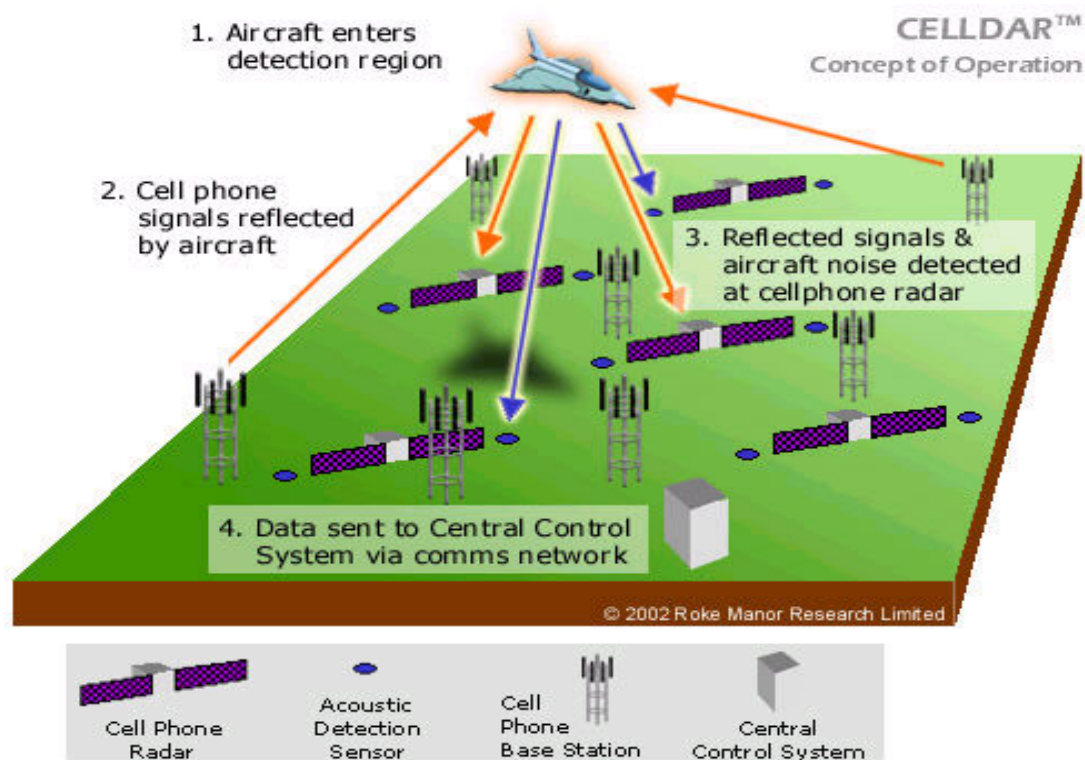 CELLDAR™
Concept of Operation
1. Aircraft enters
detection region
2. Cell phone
signals reflected
by aircraft
3. Reflected signals &
aircraft noise detected
at cellphone radar
4. Data sent to Central Control
System via comms network
© 2002 Roke Manor Research Limited
Cell Phone
Radar
Acoustic
Detection
Sensor
Cell
Phone
Base Station
Central
Control System